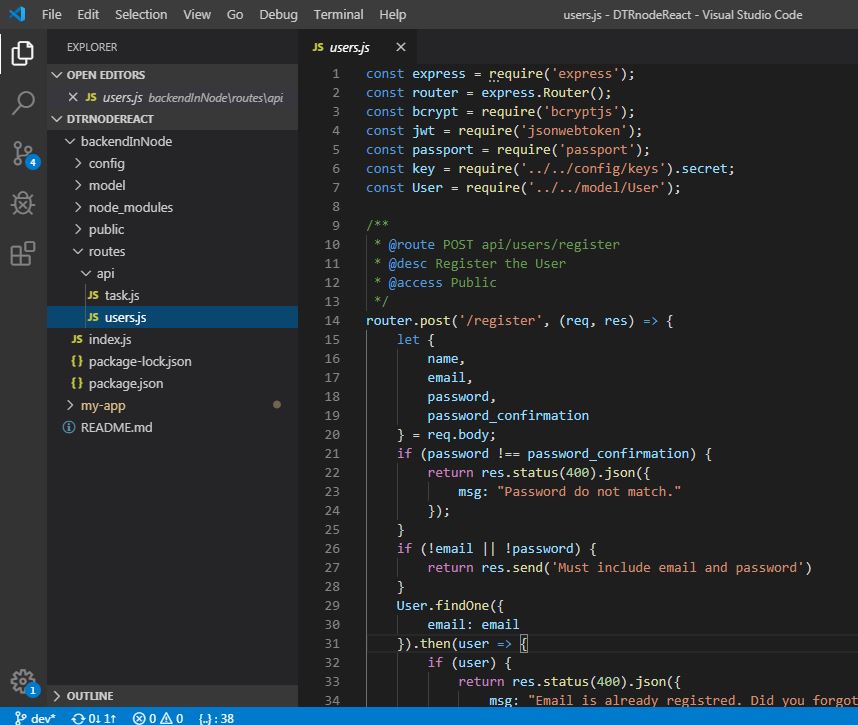 File Edit Selection View Go Debug Terminal Help users.js - DTRnodeReact - Visual Studio Code
EXPLORER
OPEN EDITORS
JS users.js backendInNode\routes\api
DTRNODEREACT
backendInNode
config
model
node_modules
public
routes
api
JS task.js
JS users.js
JS index.js
{} package-lock.json
{} package.json
my-app
README.md
OUTLINE
4
1
JS users.js
1 const express = require('express');
2 const router = express.Router();
3 const bcrypt = require('bcryptjs');
4 const jwt = require('jsonwebtoken');
5 const passport = require('passport');
6 const key = require('../../config/keys').secret;
7 const User = require('../../model/User');
8
9 /**
10 * @route POST api/users/register
11 * @desc Register the User
12 * @access Public
13 */
14 router.post('/register', (req, res) => {
15 let {
16 name,
17 email,
18 password,
19 password_confirmation
20 } = req.body;
21 if (password !== password_confirmation) {
22 return res.status(400).json({
23 msg: "Password do not match."
24 });
25 }
26 if (!email || !password) {
27 return res.send('Must include email and password')
28 }
29 User.findOne({
30 email: email
31 }).then(user => {
32 if (user) {
33 return res.status(400).json({
34 msg: "Email is already registred. Did you forgot
dev* 0↓ 1↑ 0 0 {..} : 38